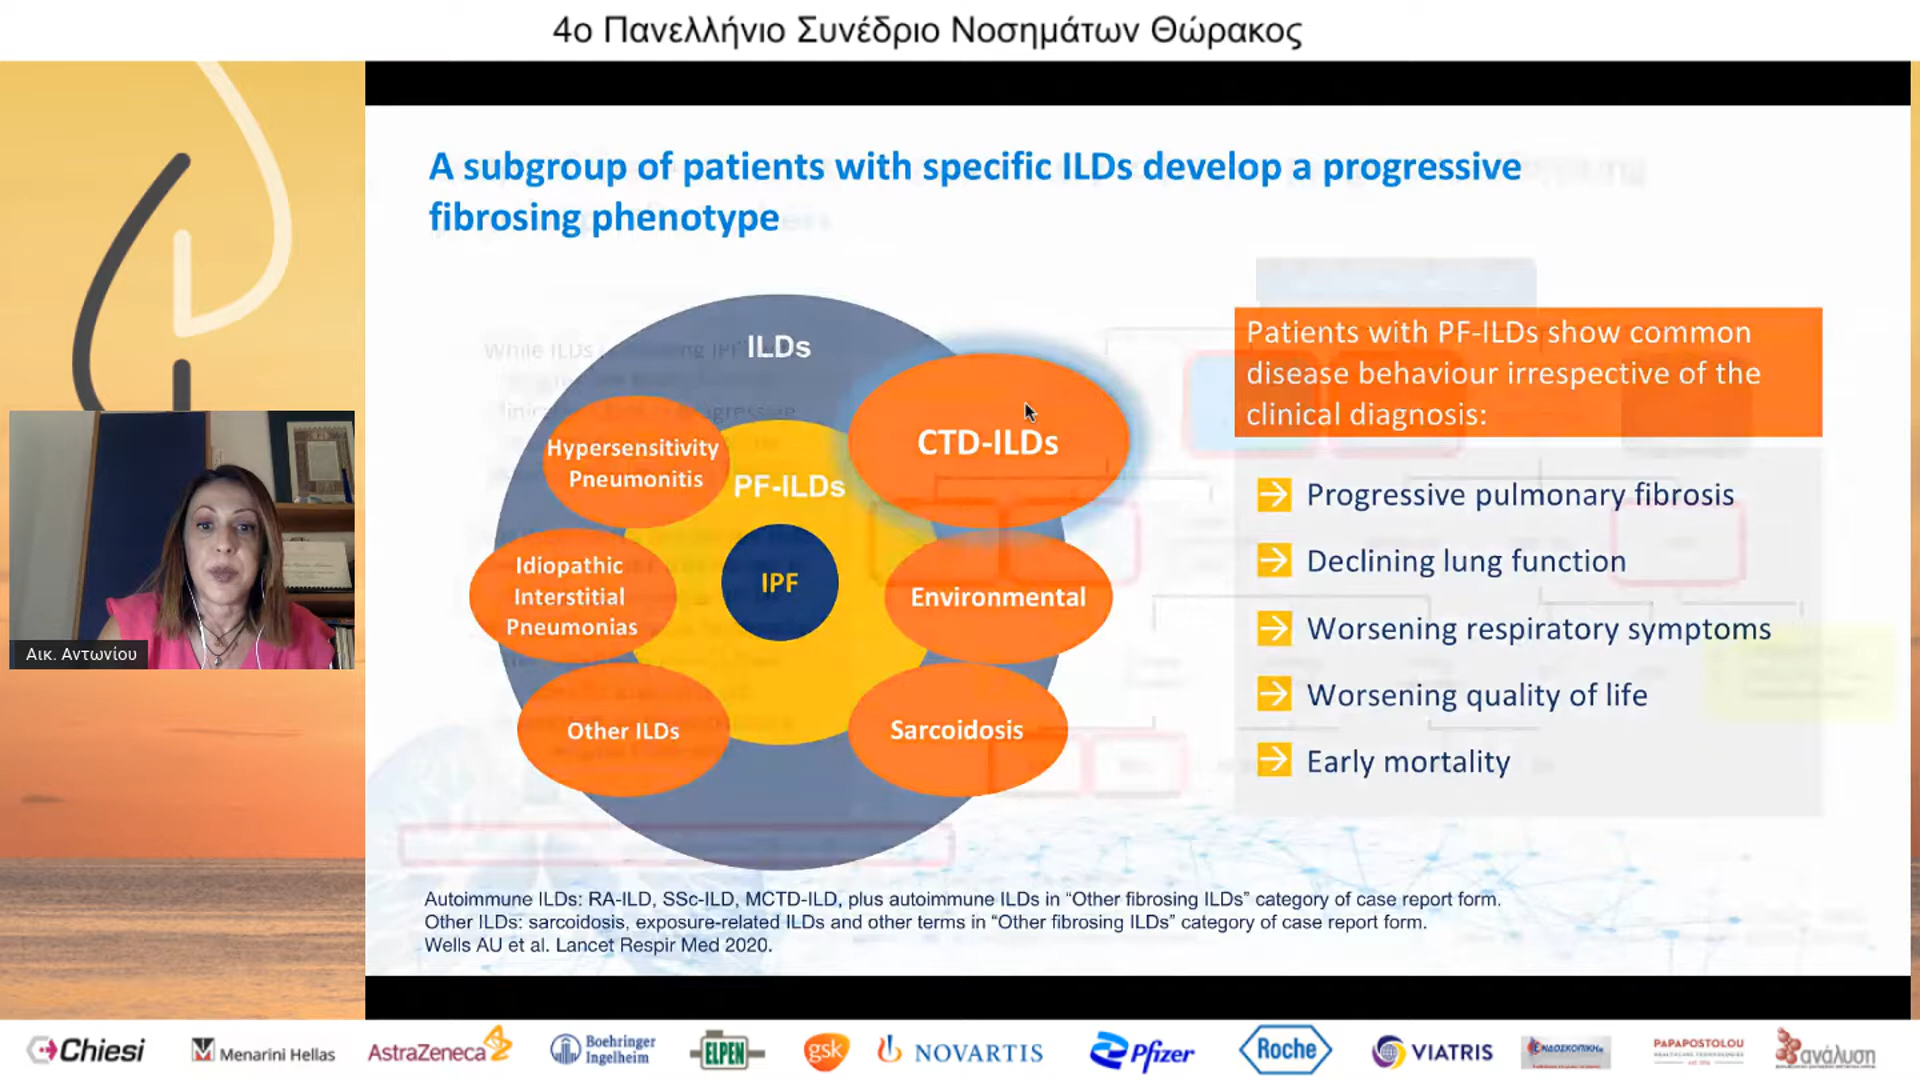 4ο Πανελλήνιο Συνέδριο Νοσημάτων Θώρακος
A subgroup of patients with specific ILDs develop a progressive
fibrosing phenotype
ILDs
Hypersensitivity
Pneumonitis
PF-ILDs
CTD-ILDs
Idiopathic
Interstitial
Pneumonias
IPF
Environmental
Other ILDs
Sarcoidosis
Patients with PF-ILDs show common
disease behaviour irrespective of the
clinical diagnosis:
Progressive pulmonary fibrosis
Declining lung function
Worsening respiratory symptoms
Worsening quality of life
Early mortality
Autoimmune ILDs: RA-ILD, SSc-ILD, MCTD-ILD, plus autoimmune ILDs in “Other fibrosing ILDs” category of case report form.
Other ILDs: sarcoidosis, exposure-related ILDs and other terms in “Other fibrosing ILDs” category of case report form.
Wells AU et al. Lancet Respir Med 2020.
Αικ. Αντωνίου
Chiesi
Menarini Hellas
AstraZeneca
Boehringer
Ingelheim
ELPEN
gsk
NOVARTIS
Pfizer
Roche
VIATRIS
ΕΝΔΟΣΚΟΠΙΚΗ
PAPAPOSTOLOU
ανάλυση